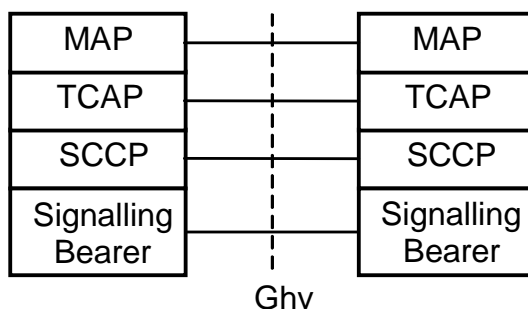 MAP MAP
TCAP TCAP
SCCP SCCP
Signalling Signalling
Bearer Bearer
Ghv